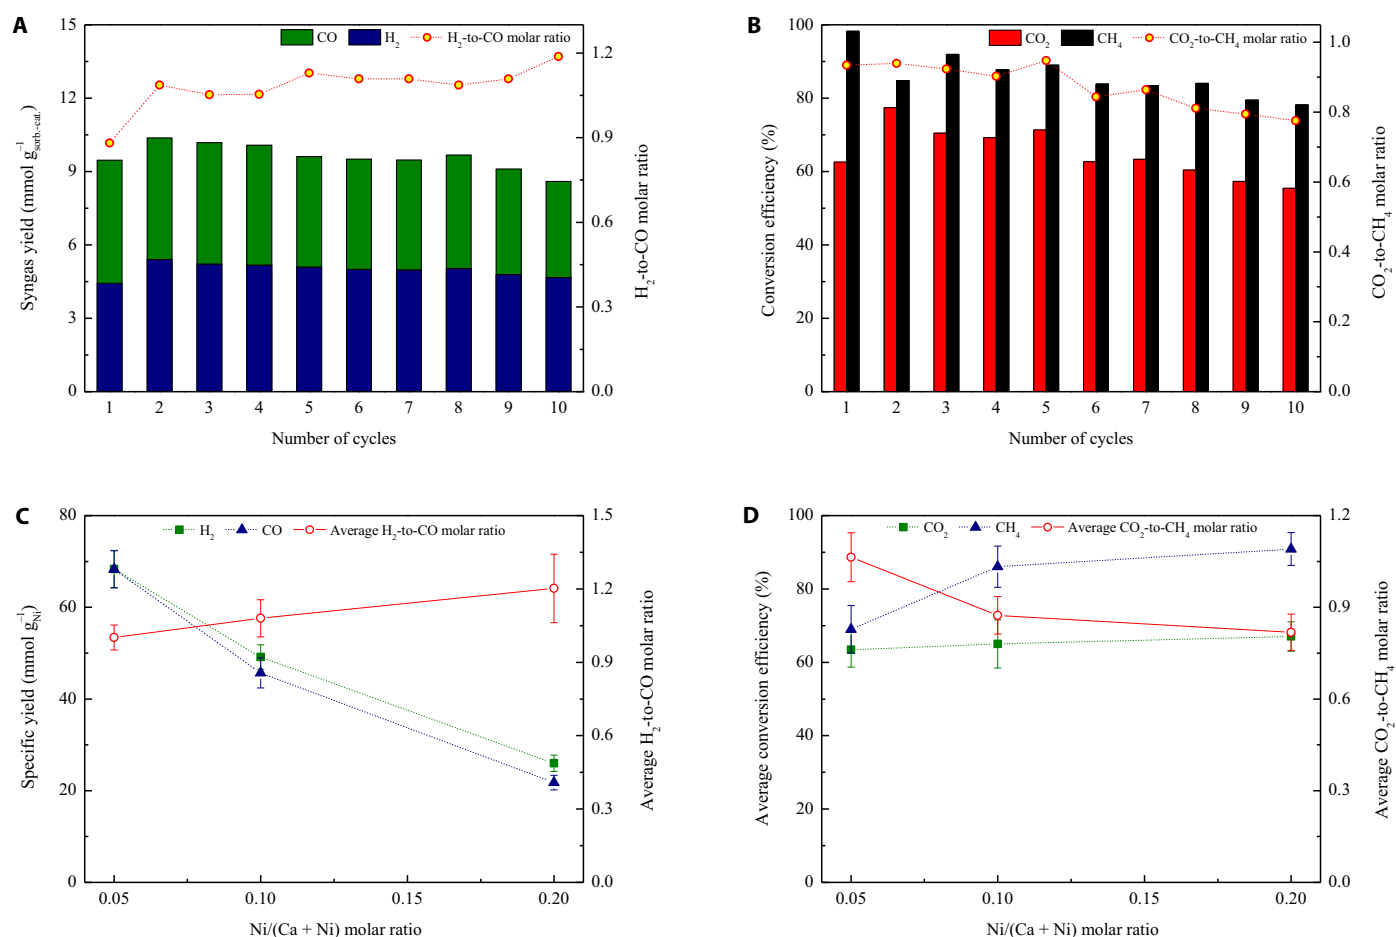 A
CO H₂ H₂-to-CO molar ratio
Syngas yield (mmol g⁻¹sorb.-cat.)
15
12
9
6
3
0
1.2
0.9
0.6
0.3
0.0
H₂-to-CO molar ratio
1 2 3 4 5 6 7 8 9 10
Number of cycles
B
CO₂ CH₄ CO₂-to-CH₄ molar ratio
Conversion efficiency (%)
100
80
60
40
20
0
1.0
0.8
0.6
0.4
0.2
0.0
CO₂-to-CH₄ molar ratio
1 2 3 4 5 6 7 8 9 10
Number of cycles
C
H₂ CO Average H₂-to-CO molar ratio
Specific yield (mmol g⁻¹Ni)
80
60
40
20
0
1.5
1.2
0.9
0.6
0.3
0.0
Average H₂-to-CO molar ratio
0.05 0.10 0.15 0.20
Ni/(Ca + Ni) molar ratio
D
CO₂ CH₄ Average CO₂-to-CH₄ molar ratio
Average conversion efficiency (%)
100
80
60
40
20
0
1.2
0.9
0.6
0.3
0.0
Average CO₂-to-CH₄ molar ratio
0.05 0.10 0.15 0.20
Ni/(Ca + Ni) molar ratio